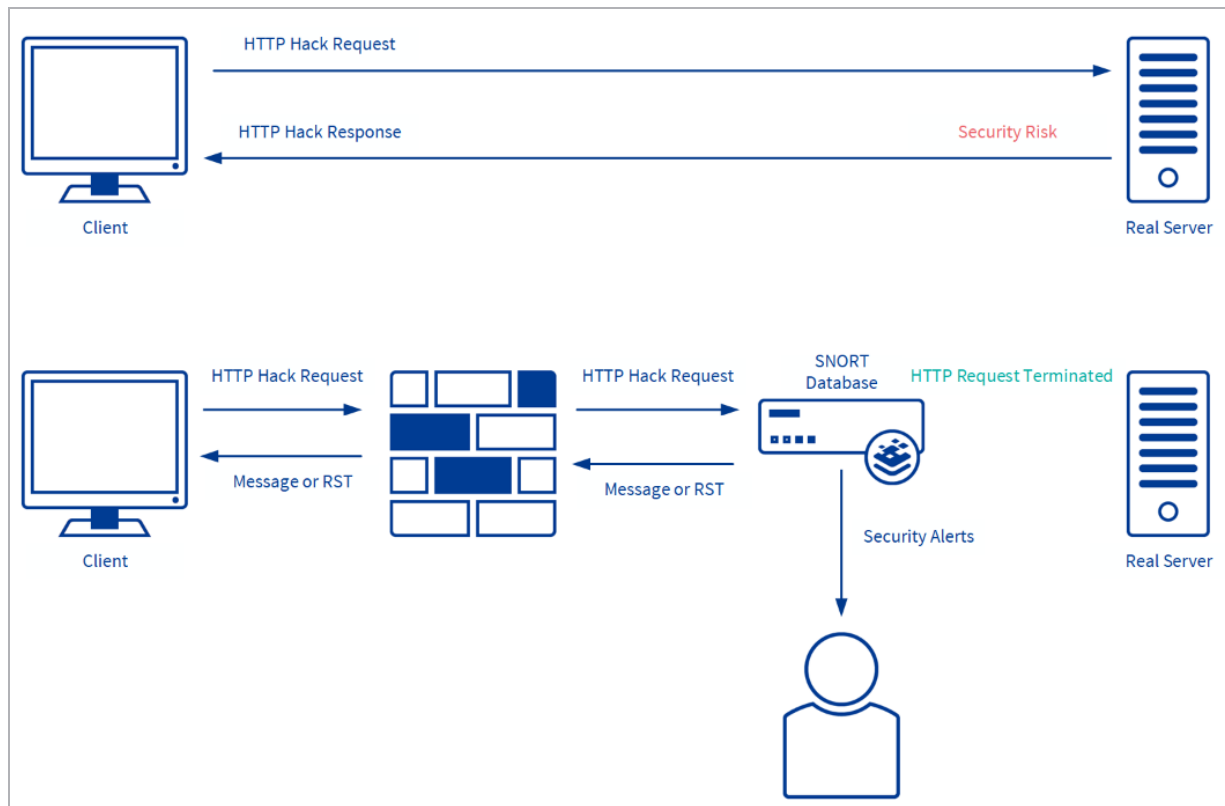 HTTP Hack Request
HTTP Hack Response
Security Risk
Client
Real Server
HTTP Hack Request
HTTP Hack Request
SNORT
Database
HTTP Request Terminated
Message or RST
Message or RST
Security Alerts
Client
Real Server